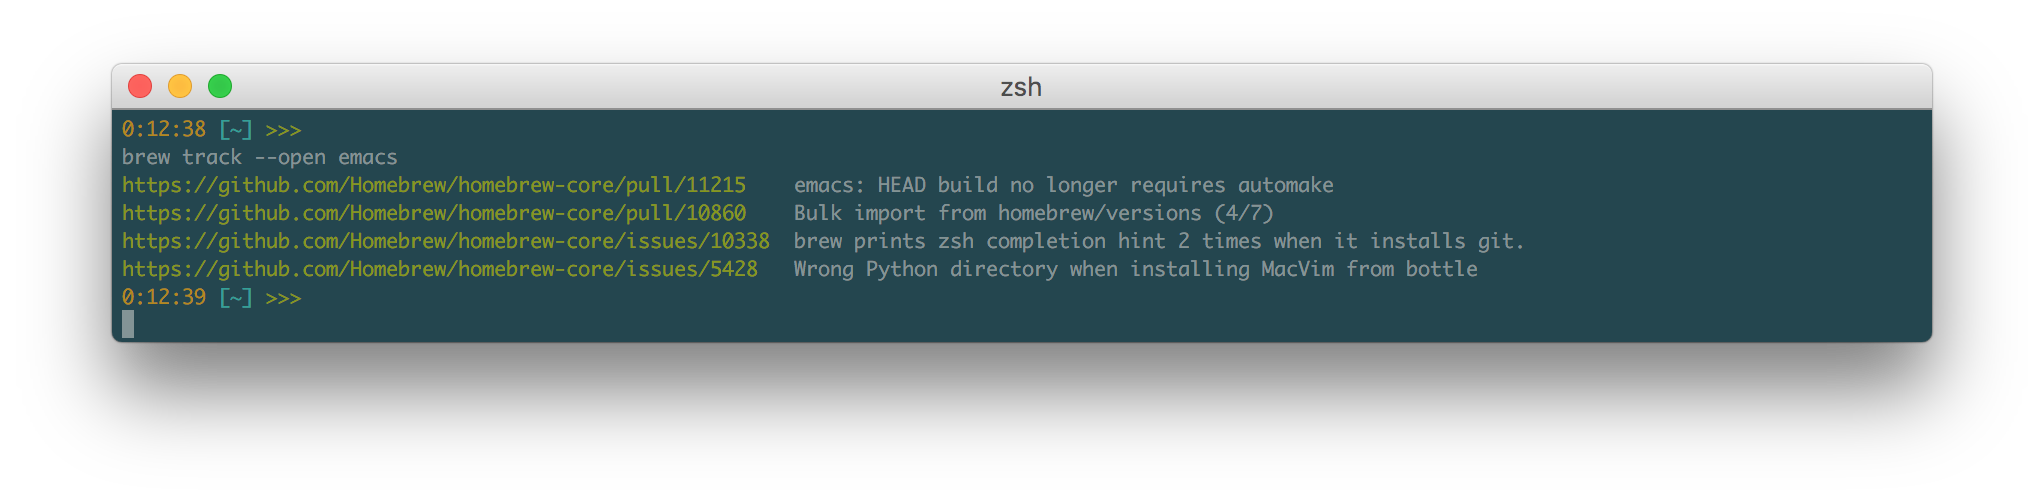 zsh
0:12:38 [~] >>>
brew track --open emacs
https://github.com/Homebrew/homebrew-core/pull/11215    emacs: HEAD build no longer requires automake
https://github.com/Homebrew/homebrew-core/pull/10860    Bulk import from homebrew/versions (4/7)
https://github.com/Homebrew/homebrew-core/issues/10338  brew prints zsh completion hint 2 times when it installs git.
https://github.com/Homebrew/homebrew-core/issues/5428   Wrong Python directory when installing MacVim from bottle
0:12:39 [~] >>>